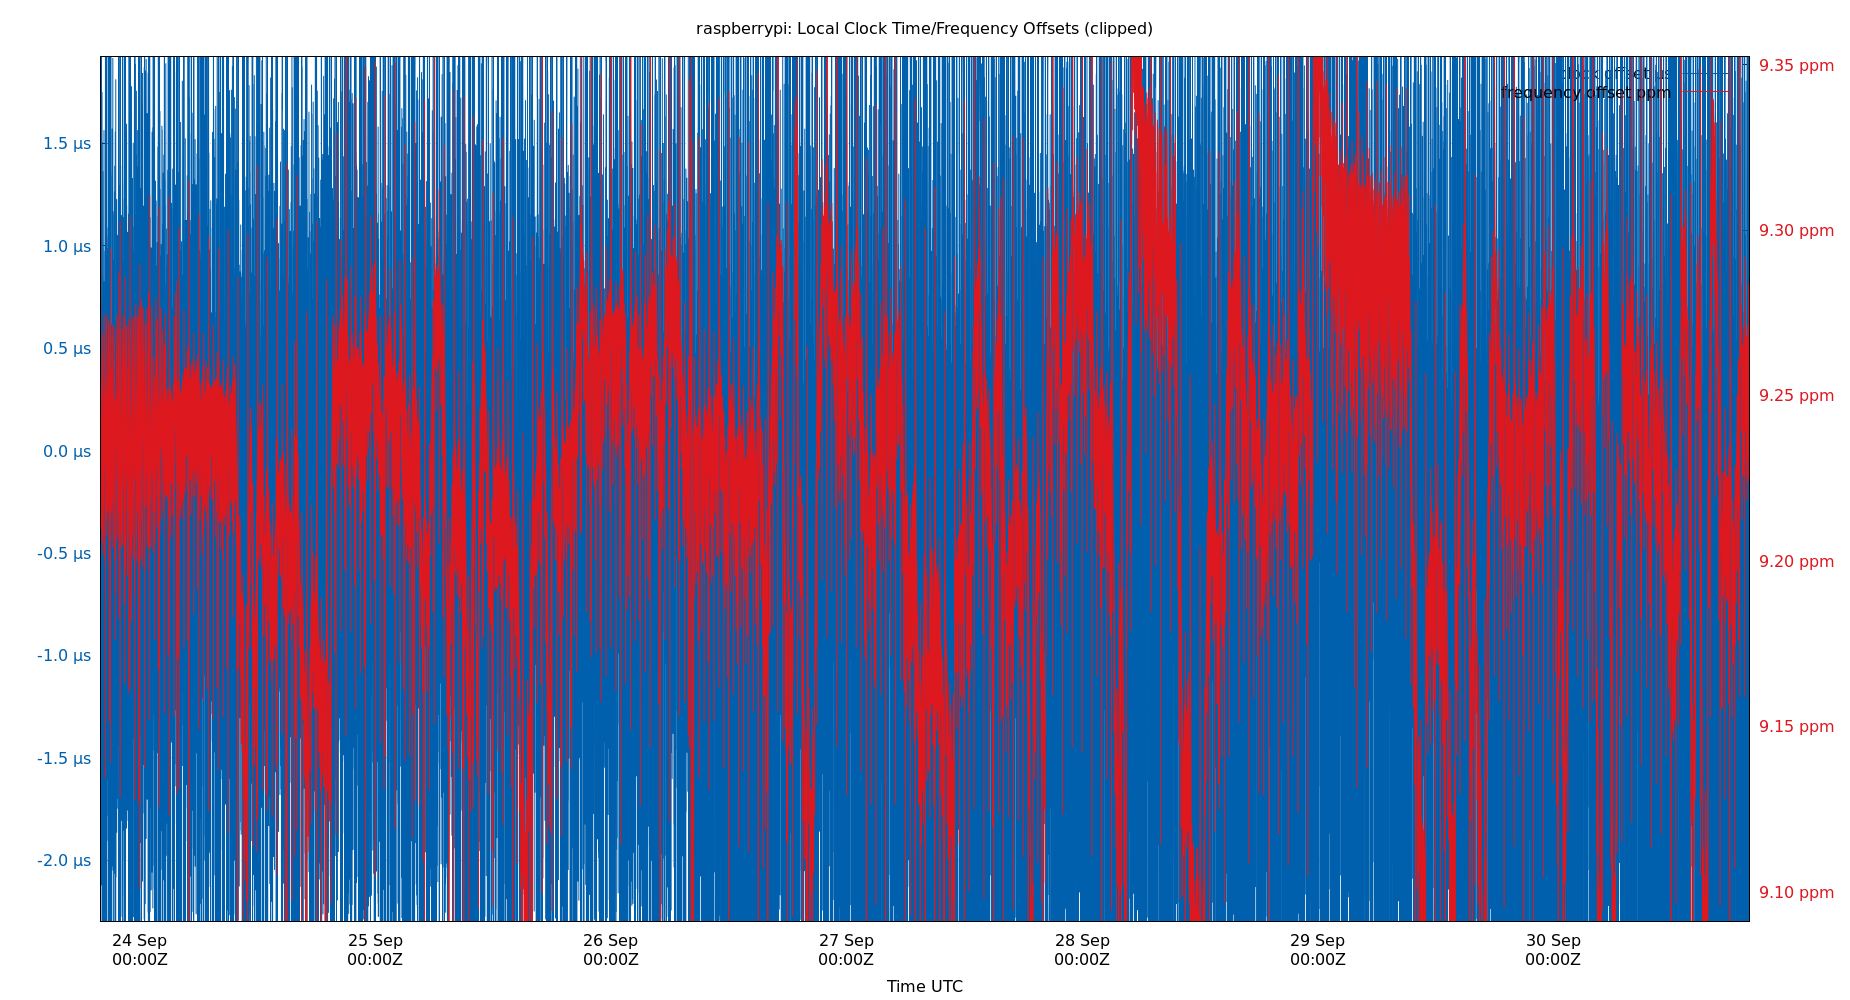 raspberrypi: Local Clock Time/Frequency Offsets (clipped)
clock offset us
frequency offset ppm
1.5 µs
1.0 µs
0.5 µs
0.0 µs
-0.5 µs
-1.0 µs
-1.5 µs
-2.0 µs
9.35 ppm
9.30 ppm
9.25 ppm
9.20 ppm
9.15 ppm
9.10 ppm
24 Sep
00:00Z
25 Sep
00:00Z
26 Sep
00:00Z
27 Sep
00:00Z
28 Sep
00:00Z
29 Sep
00:00Z
30 Sep
00:00Z
Time UTC